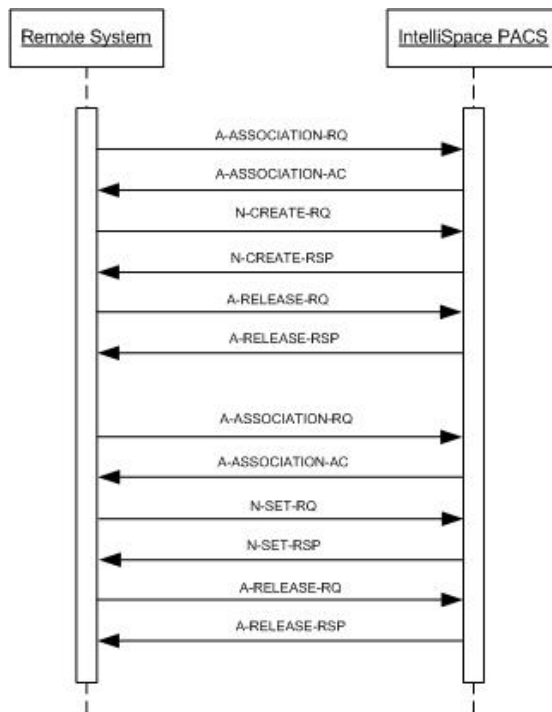 Remote System
IntelliSpace PACS
A-ASSOCIATION-RQ
A-ASSOCIATION-AC
N-CREATE-RQ
N-CREATE-RSP
A-RELEASE-RQ
A-RELEASE-RSP
A-ASSOCIATION-RQ
A-ASSOCIATION-AC
N-SET-RQ
N-SET-RSP
A-RELEASE-RQ
A-RELEASE-RSP